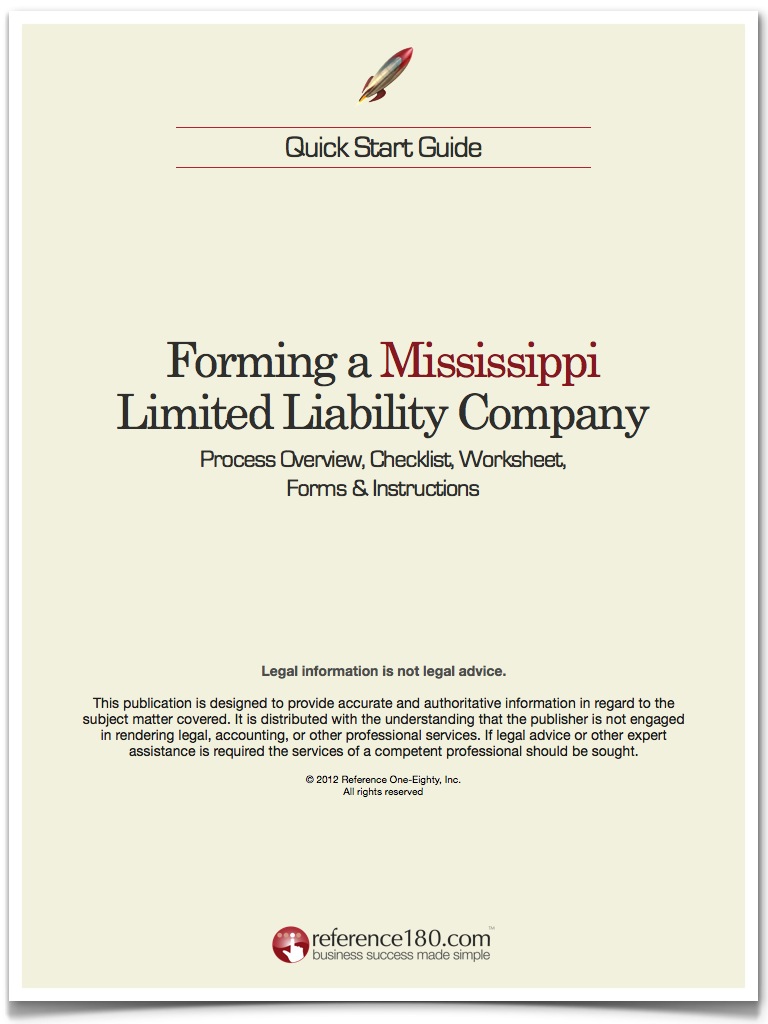 Quick Start Guide
Forming a Mississippi
Limited Liability Company
Process Overview, Checklist, Worksheet,
Forms & Instructions
Legal information is not legal advice.
This publication is designed to provide accurate and authoritative information in regard to the
subject matter covered. It is distributed with the understanding that the publisher is not engaged
in rendering legal, accounting, or other professional services. If legal advice or other expert
assistance is required the services of a competent professional should be sought.
© 2012 Reference One-Eighty, Inc.
All rights reserved
reference180.com™
business success made simple